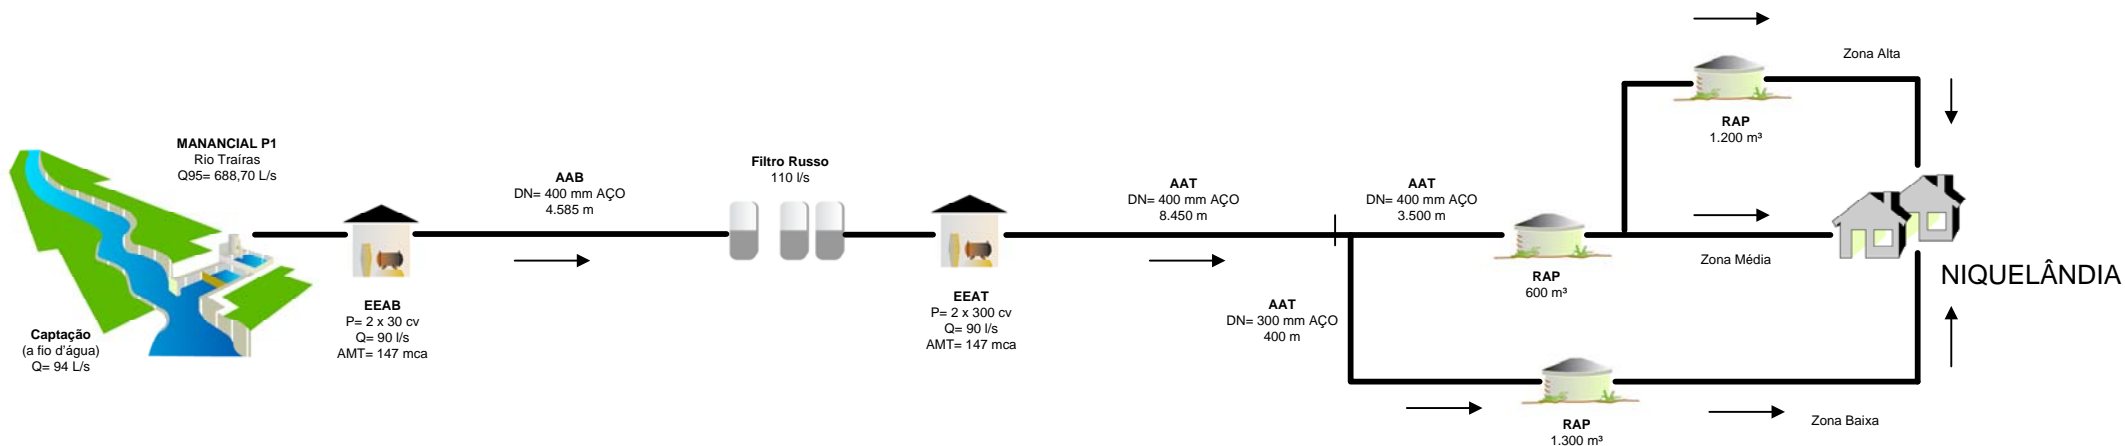 MANANCIAL P1
Rio Traíras
Q95= 688,70 L/s
Captação
(a fio d'água)
Q= 94 L/s
EEAB
P= 2 x 30 cv
Q= 90 l/s
AMT= 147 mca
AAB
DN= 400 mm AÇO
4.585 m
Filtro Russo
110 l/s
EEAT
P= 2 x 300 cv
Q= 90 l/s
AMT= 147 mca
AAT
DN= 400 mm AÇO
8.450 m
AAT
DN= 400 mm AÇO
3.500 m
AAT
DN= 300 mm AÇO
400 m
RAP
600 m³
RAP
1.200 m³
RAP
1.300 m³
Zona Alta
Zona Média
Zona Baixa
NIQUELÂNDIA